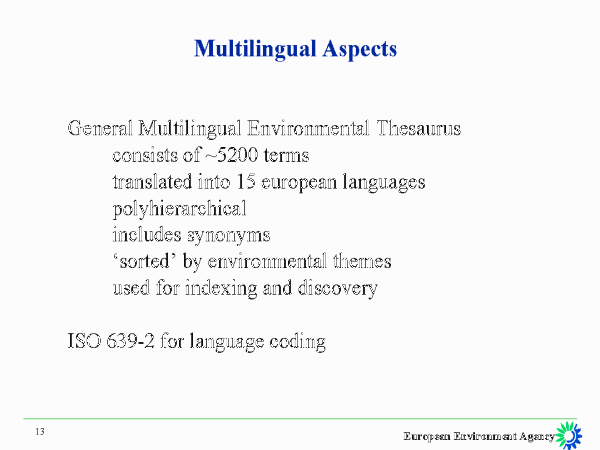 Multilingual Aspects
General Multilingual Environmental Thesaurus
consists of ~5200 terms
translated into 15 european languages
polyhierarchical
includes synonyms
‘sorted’ by environmental themes
used for indexing and discovery
ISO 639-2 for language coding
13
European Environment Agency